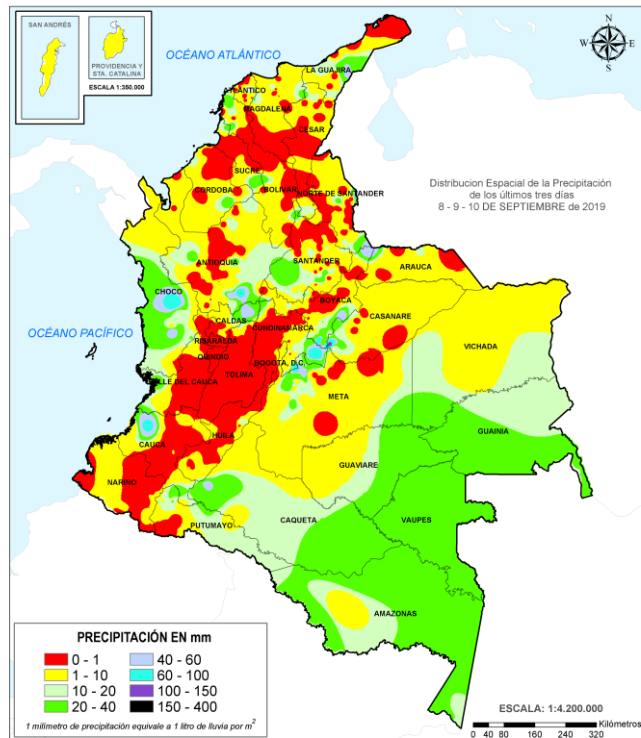 SAN ANDRÉS
PROVIDENCIA Y
STA. CATALINA
ESCALA 1:350.000
OCÉANO ATLÁNTICO
N
W
E
S
LA GUAJIRA
ATLÁNTICO
MAGDALENA
CESAR
SUCRE
CORDOBA
BOLIVAR
NORTE DE SANTANDER
Distribucion Espacial de la Precipitación
de los últimos tres días
8 - 9 - 10 DE SEPTIEMBRE de 2019
ANTIOQUIA
SANTANDER
ARAUCA
CHOCO
BOYACA
CASANARE
OCÉANO PACÍFICO
CALDAS
CUNDINAMARCA
RISARALDA
VICHADA
QUINDIO
BOGOTA, D.C.
TOLIMA
VALLE DEL CAUCA
META
GUAINIA
CAUCA
HUILA
GUAVIARE
NARIÑO
PUTUMAYO
CAQUETA
VAUPES
AMAZONAS
PRECIPITACIÓN EN mm
0 - 1
40 - 60
1 - 10
60 - 100
10 - 20
100 - 150
20 - 40
150 - 400
1 milimetro de precipitación equivale a 1 litro de lluvia por m²
ESCALA: 1:4.200.000
Kilómetros
0 40 80 160 240 320